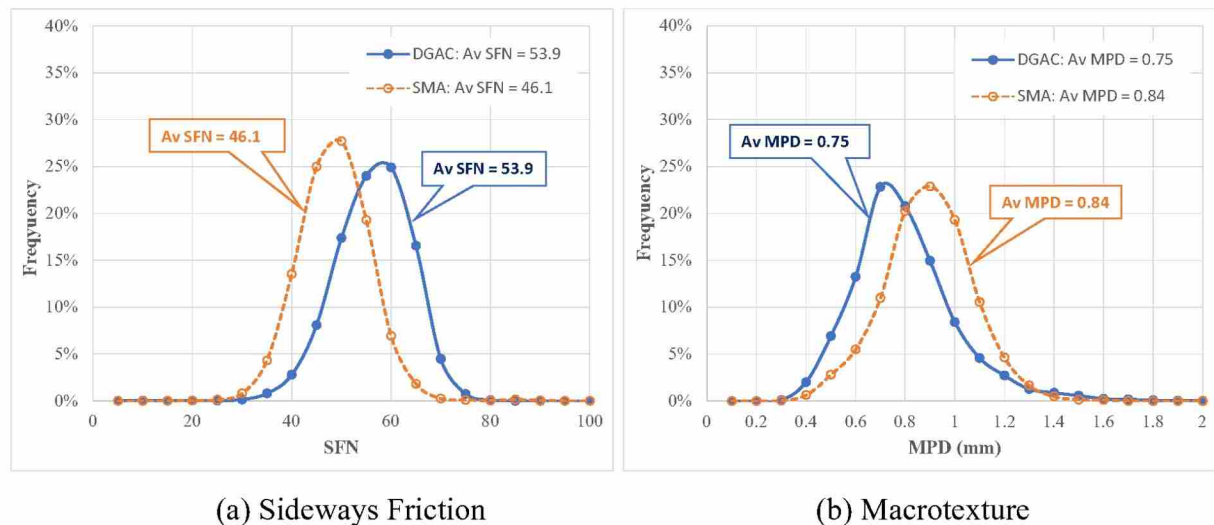 40%
35%
30%
25%
20%
15%
10%
5%
0%
Freqyuency
DGAC: Av SFN = 53.9
SMA: Av SFN = 46.1
Av SFN = 46.1
Av SFN = 53.9
0 20 40 60 80 100
SFN
(a) Sideways Friction
40%
35%
30%
25%
20%
15%
10%
5%
0%
Freqyuency
DGAC: Av MPD = 0.75
SMA: Av MPD = 0.84
Av MPD = 0.75
Av MPD = 0.84
0 0.2 0.4 0.6 0.8 1 1.2 1.4 1.6 1.8 2
MPD (mm)
(b) Macrotexture